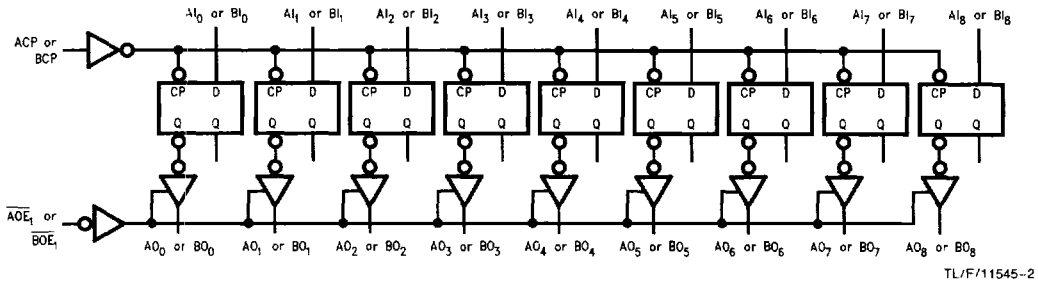 AI₀ or BI₀ AI₁ or BI₁ AI₂ or BI₂ AI₃ or BI₃ AI₄ or BI₄ AI₅ or BI₅ AI₆ or BI₆ AI₇ or BI₇ AI₈ or BI₈
ACP or
BCP
CP D CP D CP D CP D CP D CP D CP D CP D CP D
Q Q Q Q Q Q Q Q Q Q Q Q Q Q Q Q Q Q
A̅O̅E̅₁ or
B̅O̅E̅₁
AO₀ or BO₀ AO₁ or BO₁ AO₂ or BO₂ AO₃ or BO₃ AO₄ or BO₄ AO₅ or BO₅ AO₆ or BO₆ AO₇ or BO₇ AO₈ or BO₈
TL/F/11545-2